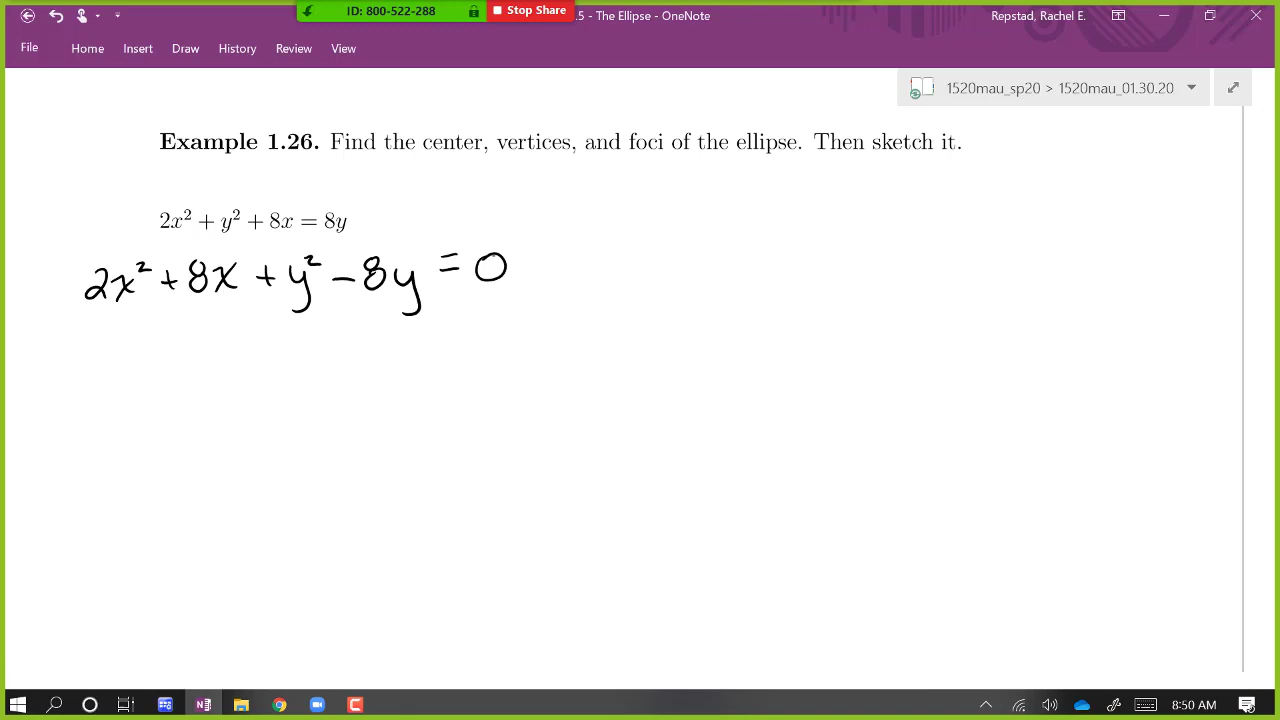 ID: 800-522-288
Stop Share
.5 - The Ellipse - OneNote
Repstad, Rachel E.
File
Home
Insert
Draw
History
Review
View
1520mau_sp20 > 1520mau_01.30.20
Example 1.26. Find the center, vertices, and foci of the ellipse. Then sketch it.
2x² + y² + 8x = 8y
2x² + 8x + y² - 8y = 0
8:50 AM